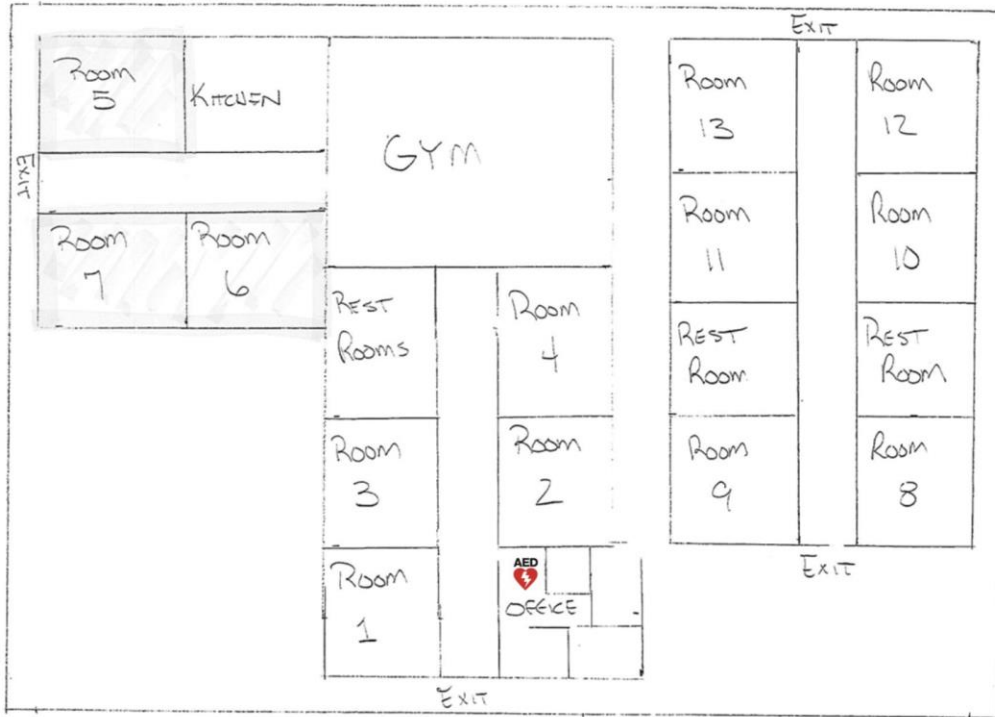 EXIT
Room
5
KITCHEN
GYM
Room
13
Room
12
EXIT
Room
7
Room
6
Room
11
Room
10
REST
Rooms
Room
4
REST
Room
REST
Room
Room
3
Room
2
Room
9
Room
8
Room
1
AED
OFFICE
EXIT
EXIT